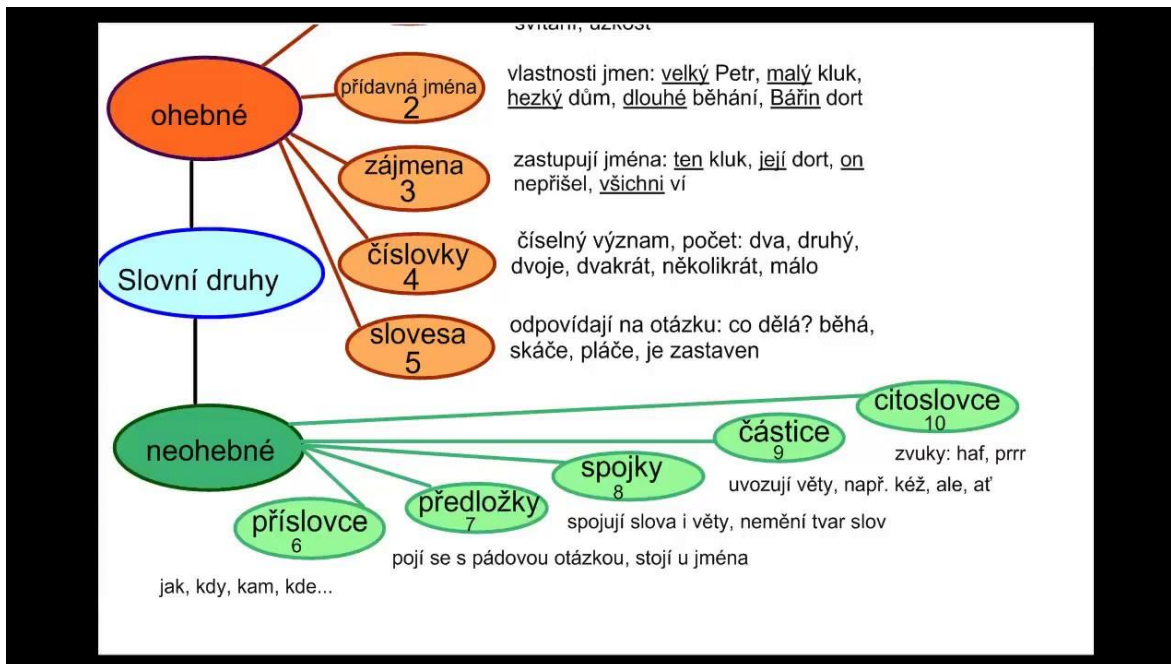 svítání, úzkost
ohebné
přídavná jména
2
vlastnosti jmen: velký Petr, malý kluk,
hezký dům, dlouhé běhání, Bářin dort
zájmena
3
zastupují jména: ten kluk, její dort, on
nepřišel, všichni ví
Slovní druhy
číslovky
4
číselný význam, počet: dva, druhý,
dvoje, dvakrát, několikrát, málo
slovesa
5
odpovídají na otázku: co dělá? běhá,
skáče, pláče, je zastaven
neohebné
citoslovce
10
zvuky: haf, prrr
částice
9
uvozují věty, např. kéž, ale, ať
spojky
8
spojují slova i věty, nemění tvar slov
předložky
7
pojí se s pádovou otázkou, stojí u jména
příslovce
6
jak, kdy, kam, kde...